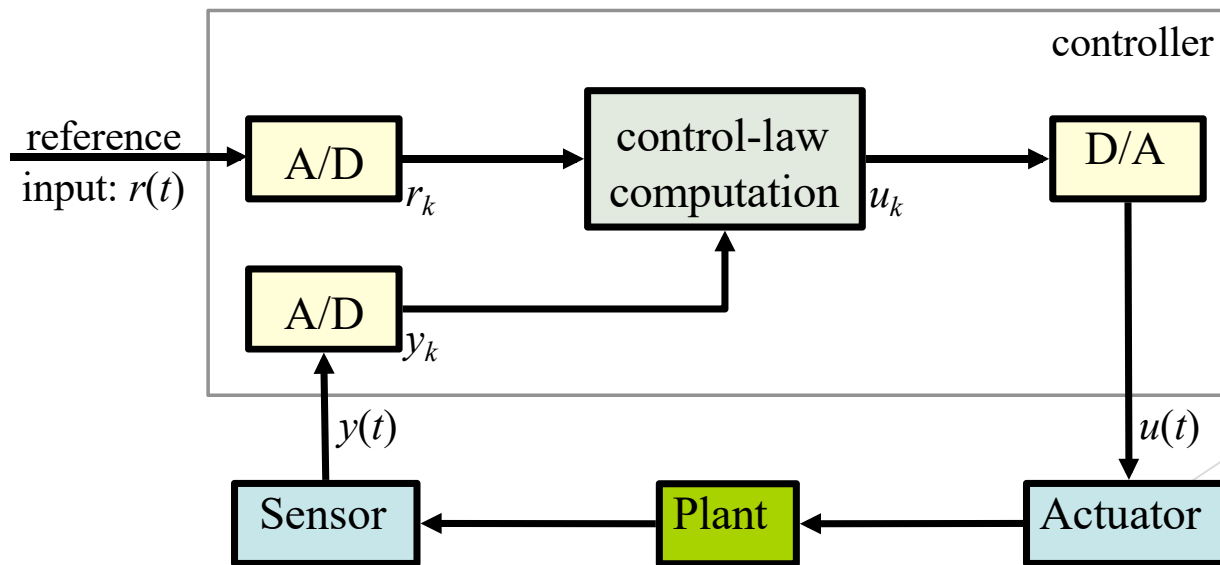 controller
reference
input: r(t)
A/D
r_k
control-law
computation
u_k
D/A
A/D
y_k
y(t)
u(t)
Sensor
Plant
Actuator